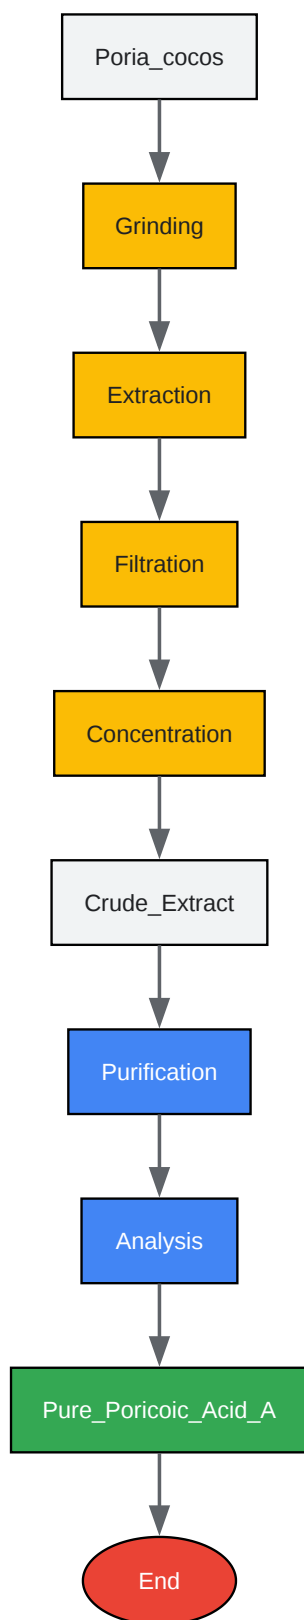 Poria_cocos
Grinding
Extraction
Filtration
Concentration
Crude_Extract
Purification
Analysis
Pure_Poricoic_Acid_A
End